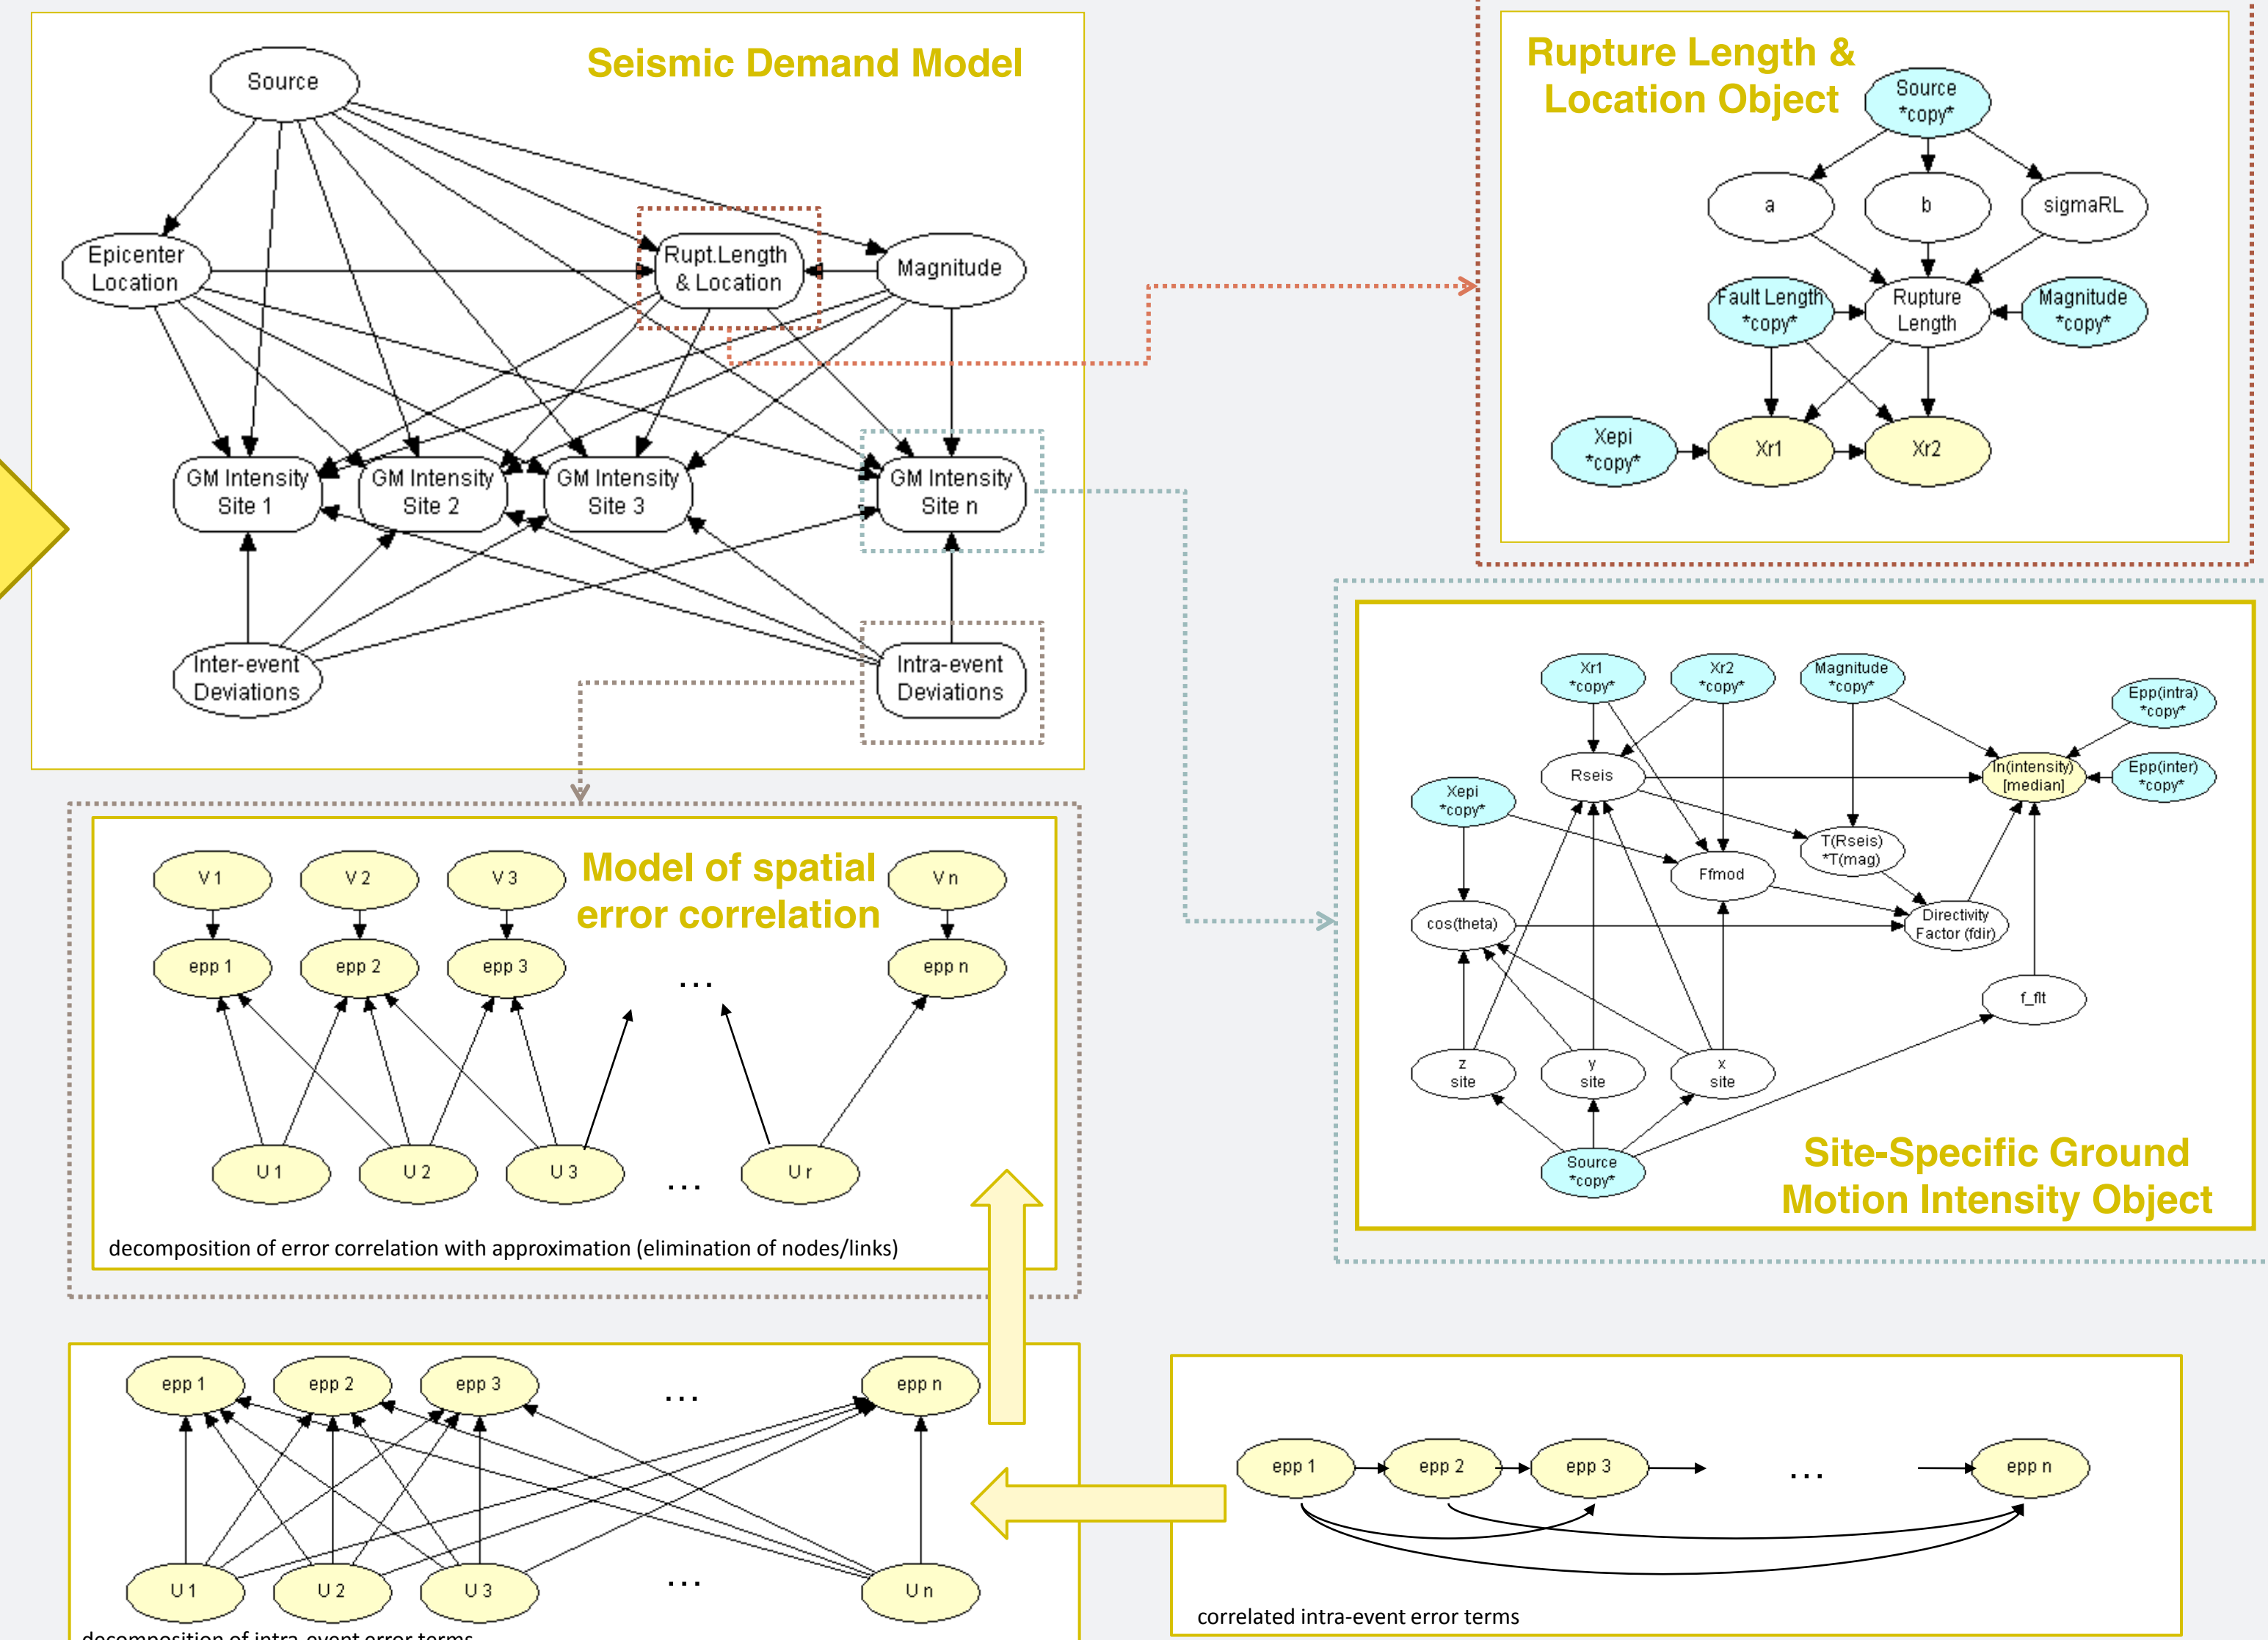 Seismic Demand Model
Source
Epicenter
Location
Rupt.Length
& Location
Magnitude
GM Intensity
Site 1
GM Intensity
Site 2
GM Intensity
Site 3
GM Intensity
Site n
Inter-event
Deviations
Intra-event
Deviations
Rupture Length &
Location Object
Source
*copy*
a
b
sigmaRL
Fault Length
*copy*
Rupture
Length
Magnitude
*copy*
Xepi
*copy*
Xr1
Xr2
Xr1
*copy*
Xr2
*copy*
Magnitude
*copy*
Epp(intra)
*copy*
Rseis
ln(intensity)
[median]
Epp(inter)
*copy*
Xepi
*copy*
T(Rseis)
*T(mag)
Ffmod
cos(theta)
Directivity
Factor (fdir)
f_flt
z
site
y
site
x
site
Source
*copy*
Site-Specific Ground
Motion Intensity Object
Model of spatial
error correlation
V 1
V 2
V 3
V n
epp 1
epp 2
epp 3
...
epp n
U 1
U 2
U 3
...
U r
decomposition of error correlation with approximation (elimination of nodes/links)
epp 1
epp 2
epp 3
...
epp n
U 1
U 2
U 3
...
U n
decomposition of intra-event error terms
epp 1
epp 2
epp 3
...
epp n
correlated intra-event error terms